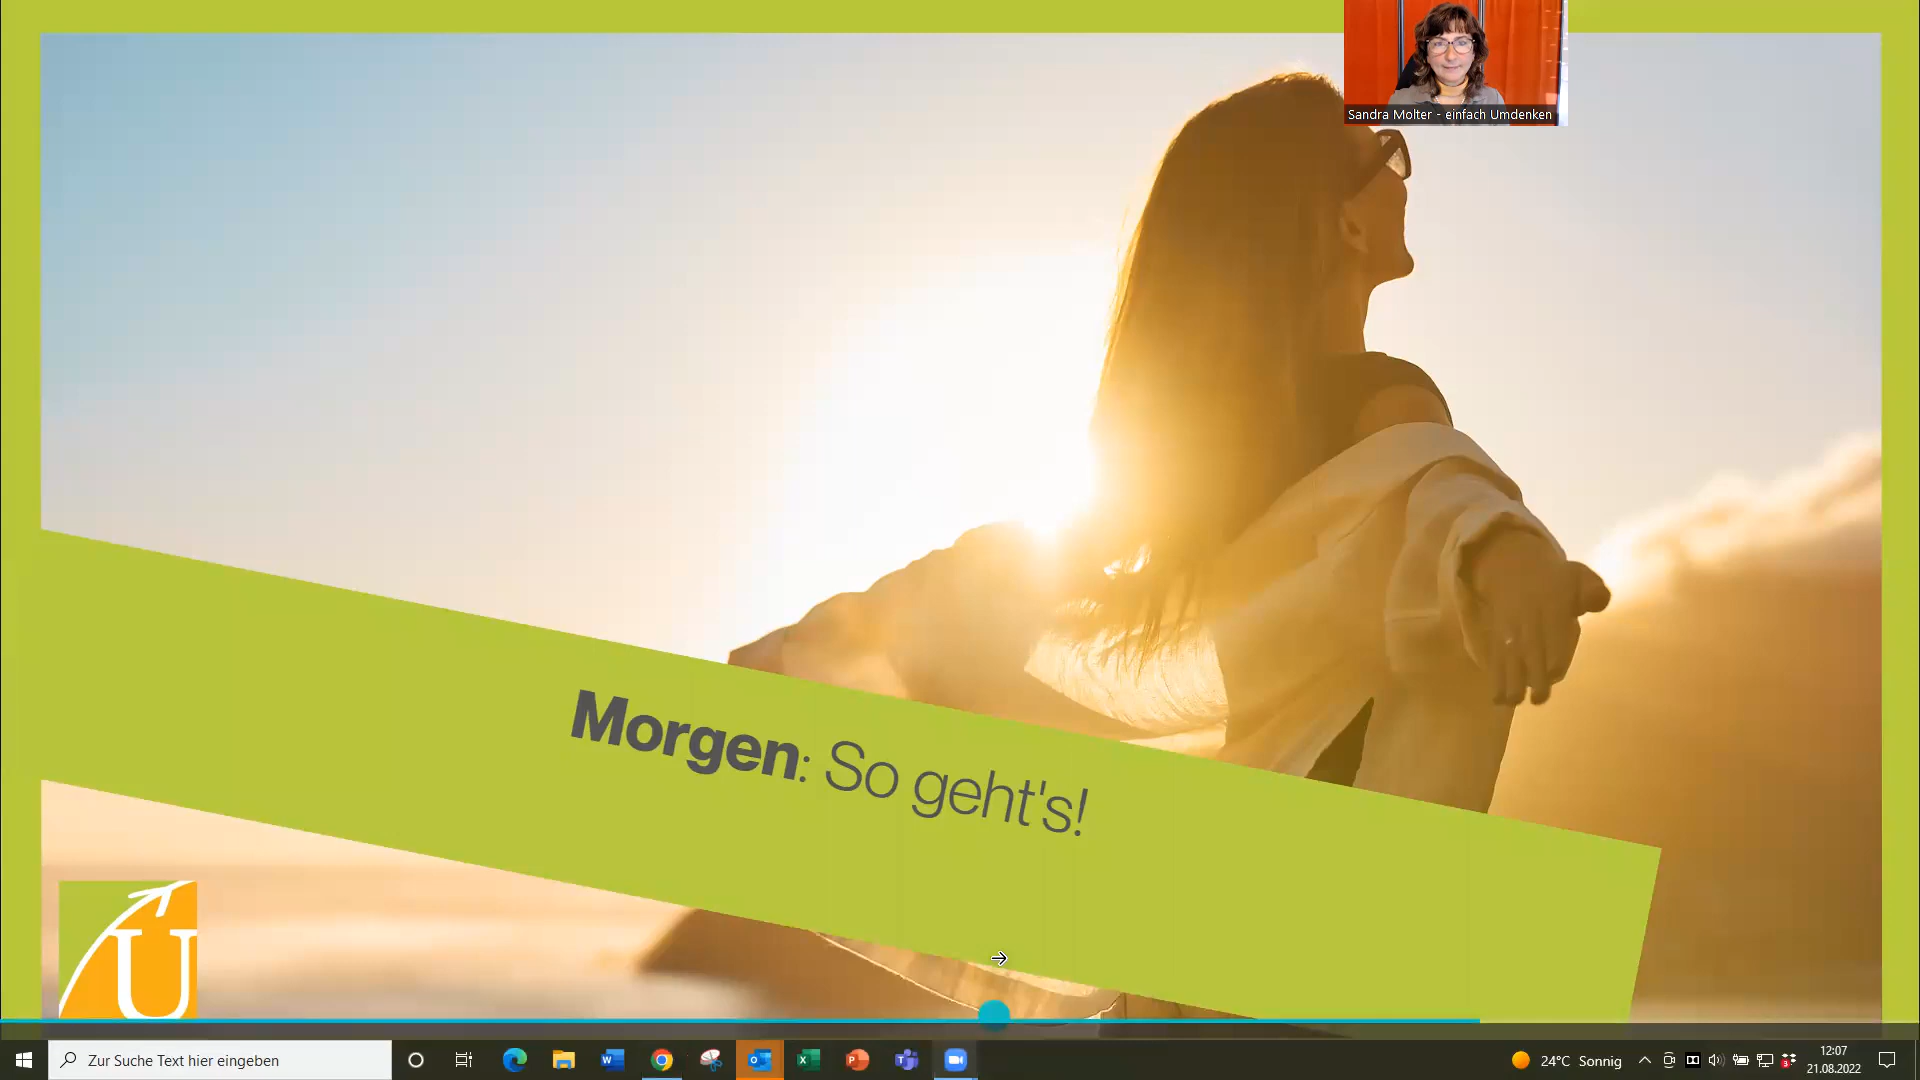 Sandra Molter - einfach Umdenken
Morgen: So geht's!
U
Zur Suche Text hier eingeben
24°C Sonnig
12:07
21.08.2022